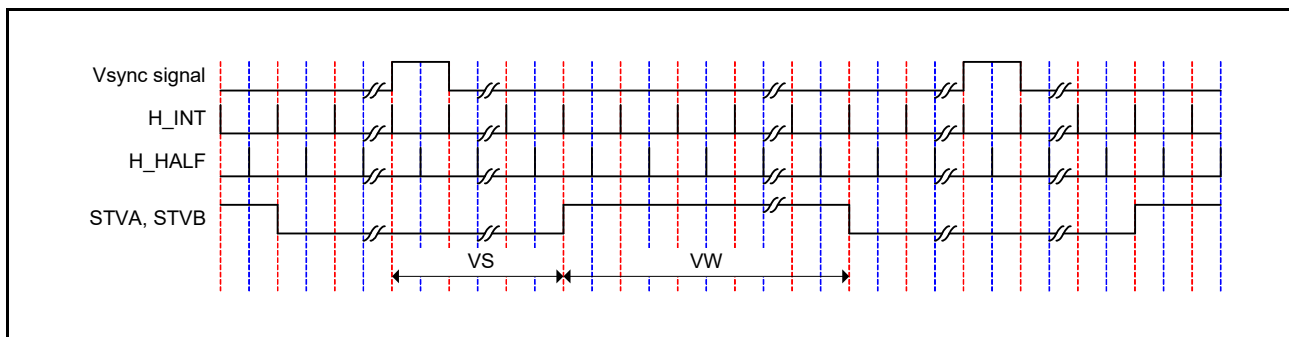 Vsync signal
H_INT
H_HALF
STVA, STVB
VS
VW